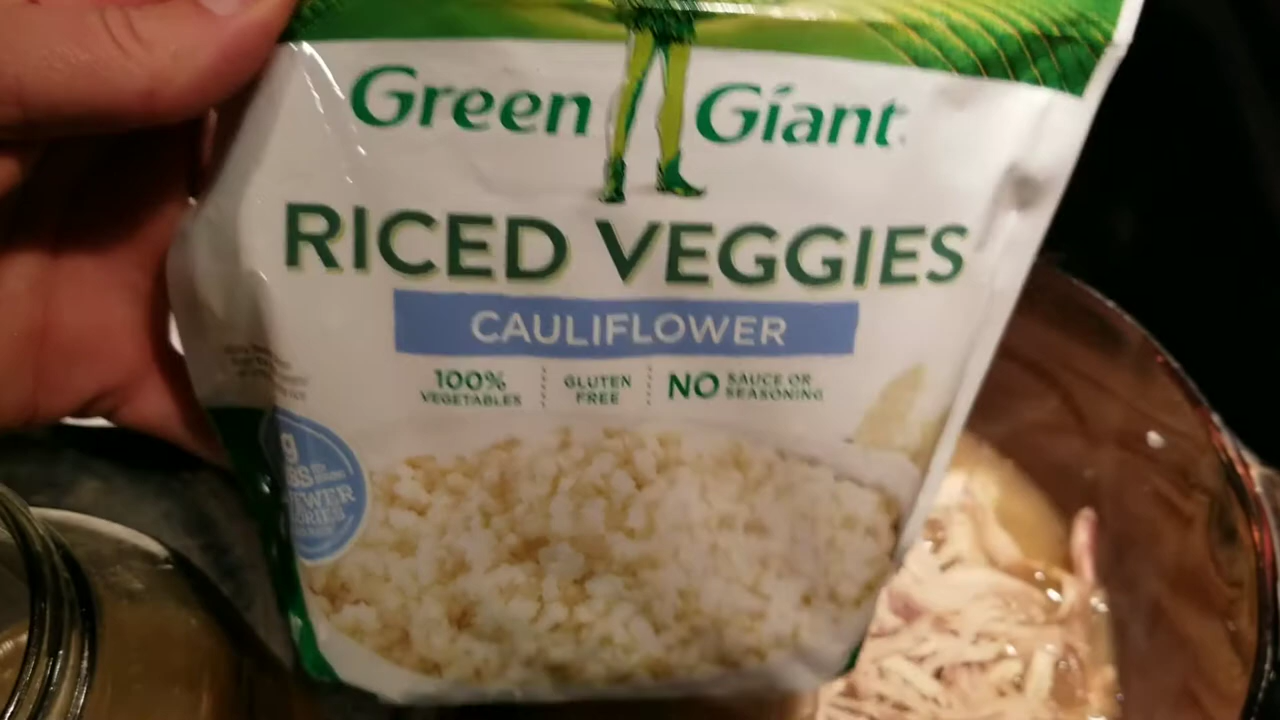 Green Giant
RICED VEGGIES
CAULIFLOWER
100%
VEGETABLES
GLUTEN
FREE
NO SAUCE OR
SEASONING